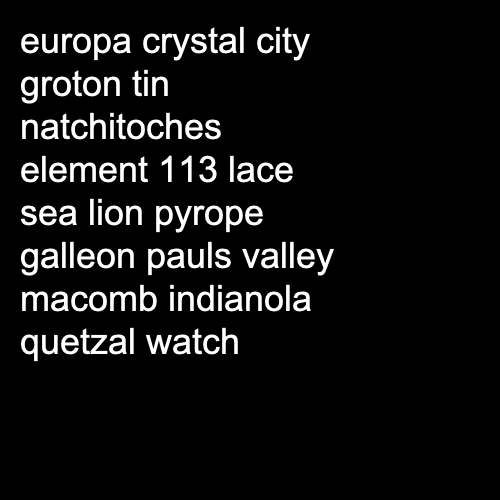 europa crystal city
groton tin
natchitoches
element 113 lace
sea lion pyrope
galleon pauls valley
macomb indianola
quetzal watch